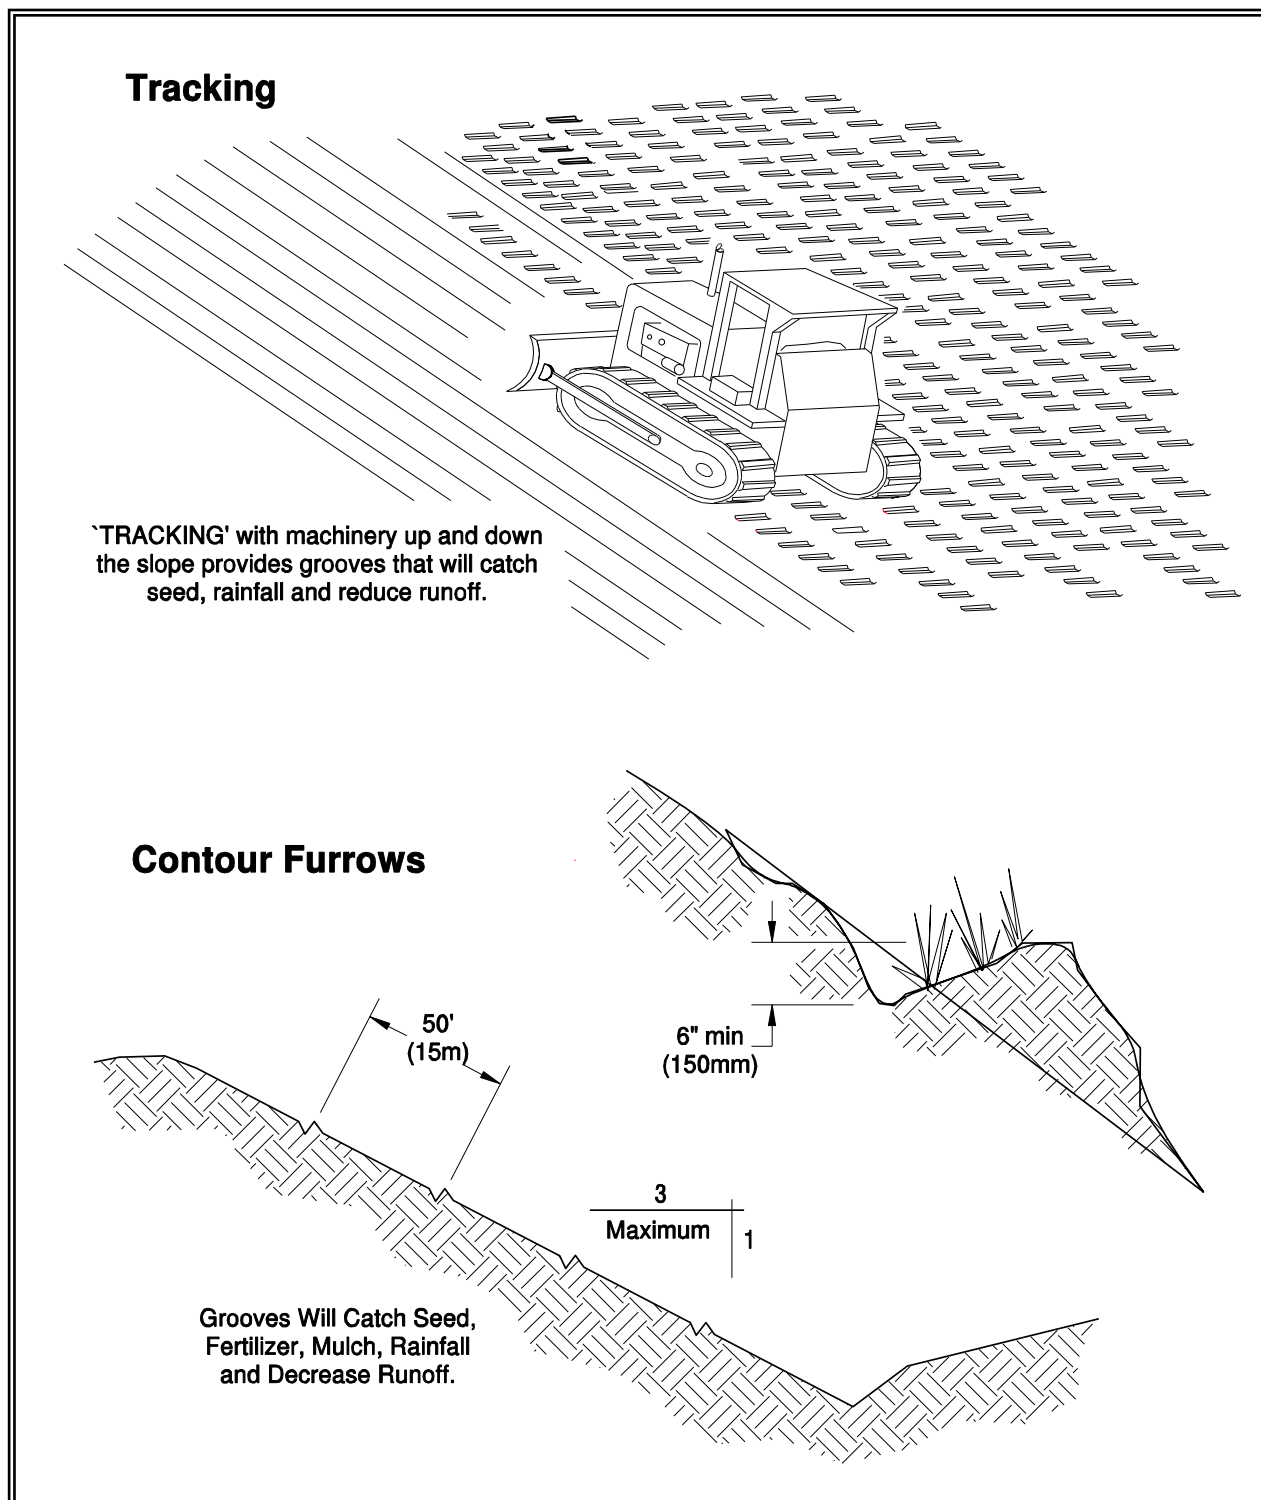 Tracking
`TRACKING' with machinery up and down
the slope provides grooves that will catch
seed, rainfall and reduce runoff.
Contour Furrows
50'
(15m)
6" min
(150mm)
3
Maximum
1
Grooves Will Catch Seed,
Fertilizer, Mulch, Rainfall
and Decrease Runoff.